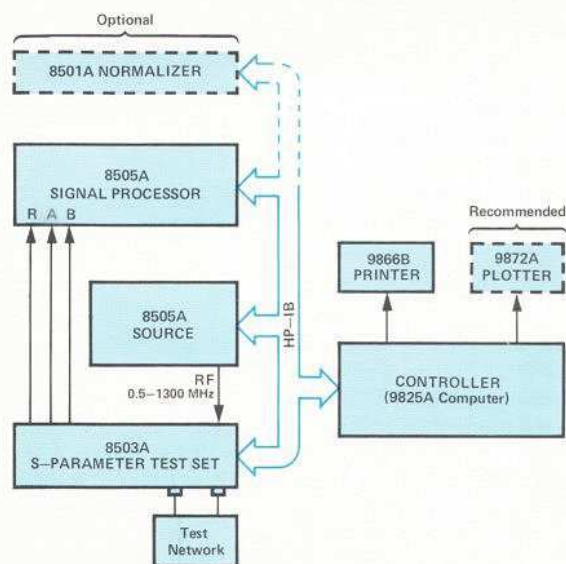 Optional
8501A NORMALIZER
8505A
SIGNAL PROCESSOR
R A B
Recommended
9866B
PRINTER
9872A
PLOTTER
8505A
SOURCE
HP-IB
RF
0.5–1300 MHz
CONTROLLER
(9825A Computer)
8503A
S–PARAMETER TEST SET
Test
Network